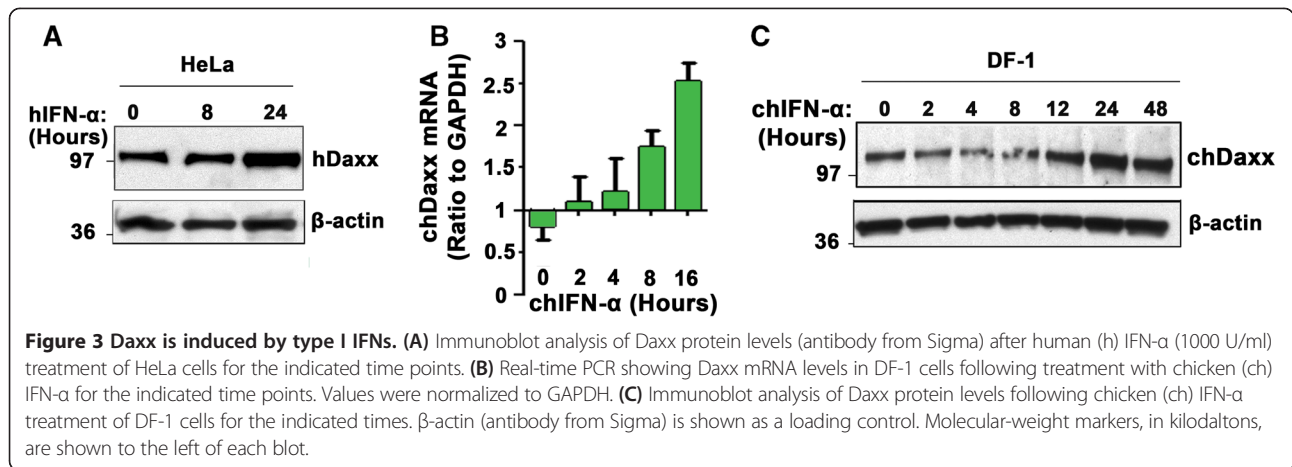 A
HeLa
hIFN-α: 0 8 24
(Hours)
97 hDaxx
36 β-actin
B
chDaxx mRNA
(Ratio to GAPDH)
3
2.5
2
1.5
1
0.5
0
0 2 4 8 16
chIFN-α (Hours)
C
DF-1
chIFN-α: 0 2 4 8 12 24 48
(Hours)
97 chDaxx
36 β-actin
Figure 3 Daxx is induced by type I IFNs. (A) Immunoblot analysis of Daxx protein levels (antibody from Sigma) after human (h) IFN-α (1000 U/ml)
treatment of HeLa cells for the indicated time points. (B) Real-time PCR showing Daxx mRNA levels in DF-1 cells following treatment with chicken (ch)
IFN-α for the indicated time points. Values were normalized to GAPDH. (C) Immunoblot analysis of Daxx protein levels following chicken (ch) IFN-α
treatment of DF-1 cells for the indicated times. β-actin (antibody from Sigma) is shown as a loading control. Molecular-weight markers, in kilodaltons,
are shown to the left of each blot.